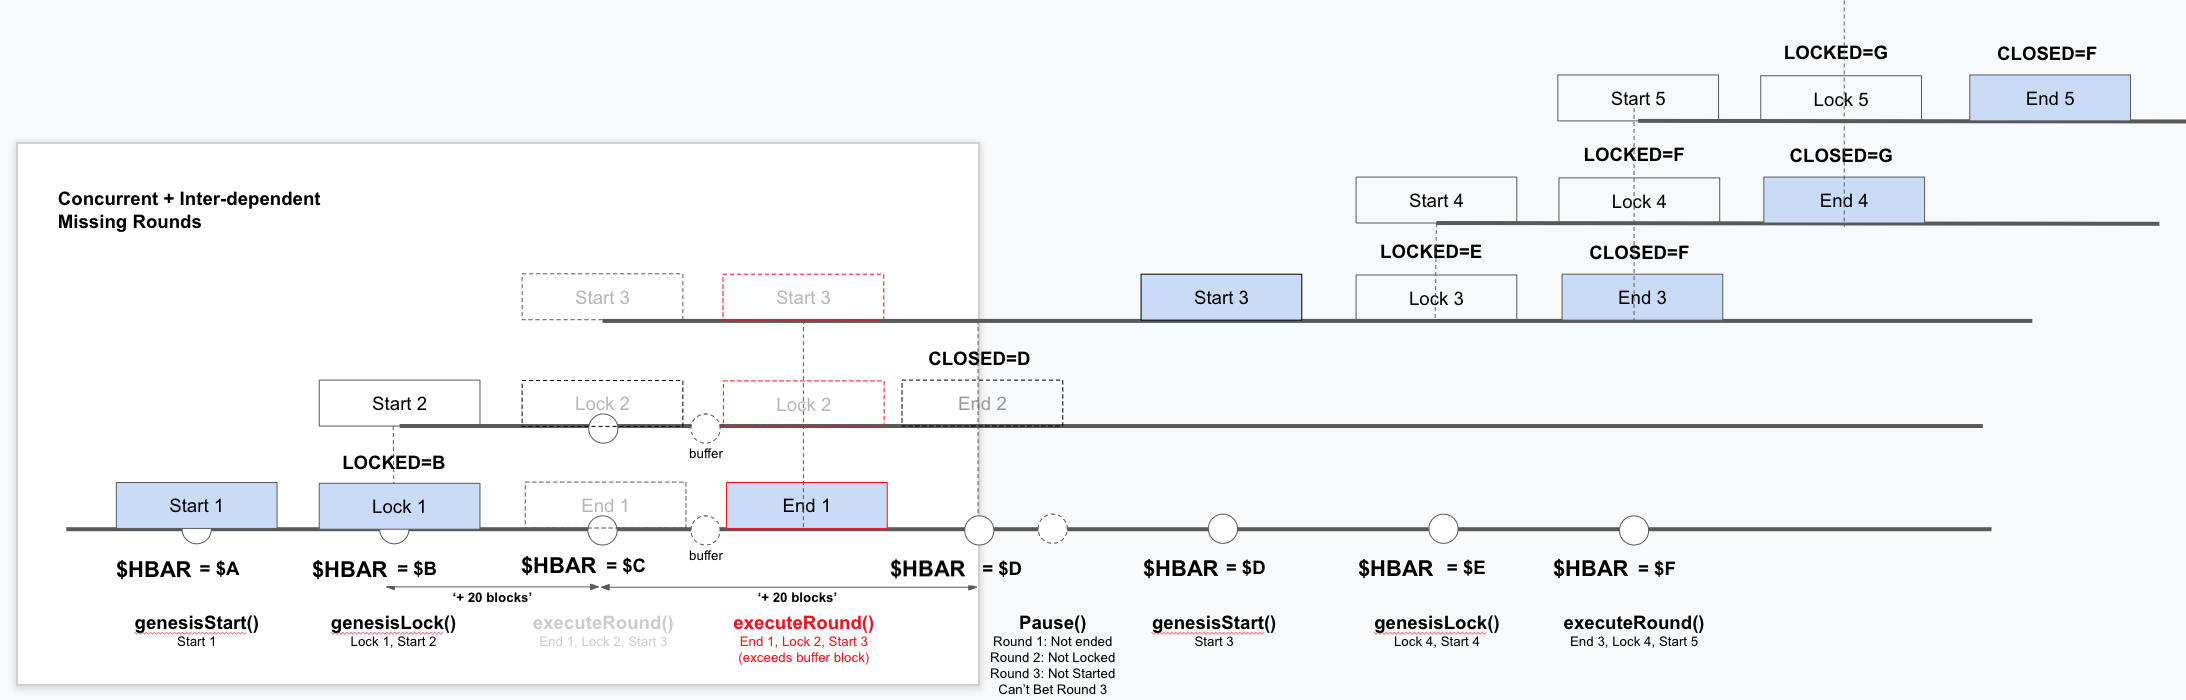 LOCKED=G
CLOSED=F
Start 5
Lock 5
End 5
LOCKED=F
CLOSED=G
Start 4
Lock 4
End 4
Concurrent + Inter-dependent
Missing Rounds
LOCKED=E
CLOSED=F
Start 3
Start 3
Start 3
Lock 3
End 3
CLOSED=D
Start 2
Lock 2
Lock 2
End 2
buffer
LOCKED=B
Start 1
Lock 1
End 1
End 1
buffer
$HBAR = $A
$HBAR = $B
$HBAR = $C
$HBAR = $D
$HBAR = $D
$HBAR = $E
$HBAR = $F
‘+ 20 blocks’
‘+ 20 blocks’
genesisStart()
Start 1
genesisLock()
Lock 1, Start 2
executeRound()
End 1, Lock 2, Start 3
executeRound()
End 1, Lock 2, Start 3
(exceeds buffer block)
Pause()
Round 1: Not ended
Round 2: Not Locked
Round 3: Not Started
Can’t Bet Round 3
genesisStart()
Start 3
genesisLock()
Lock 4, Start 4
executeRound()
End 3, Lock 4, Start 5